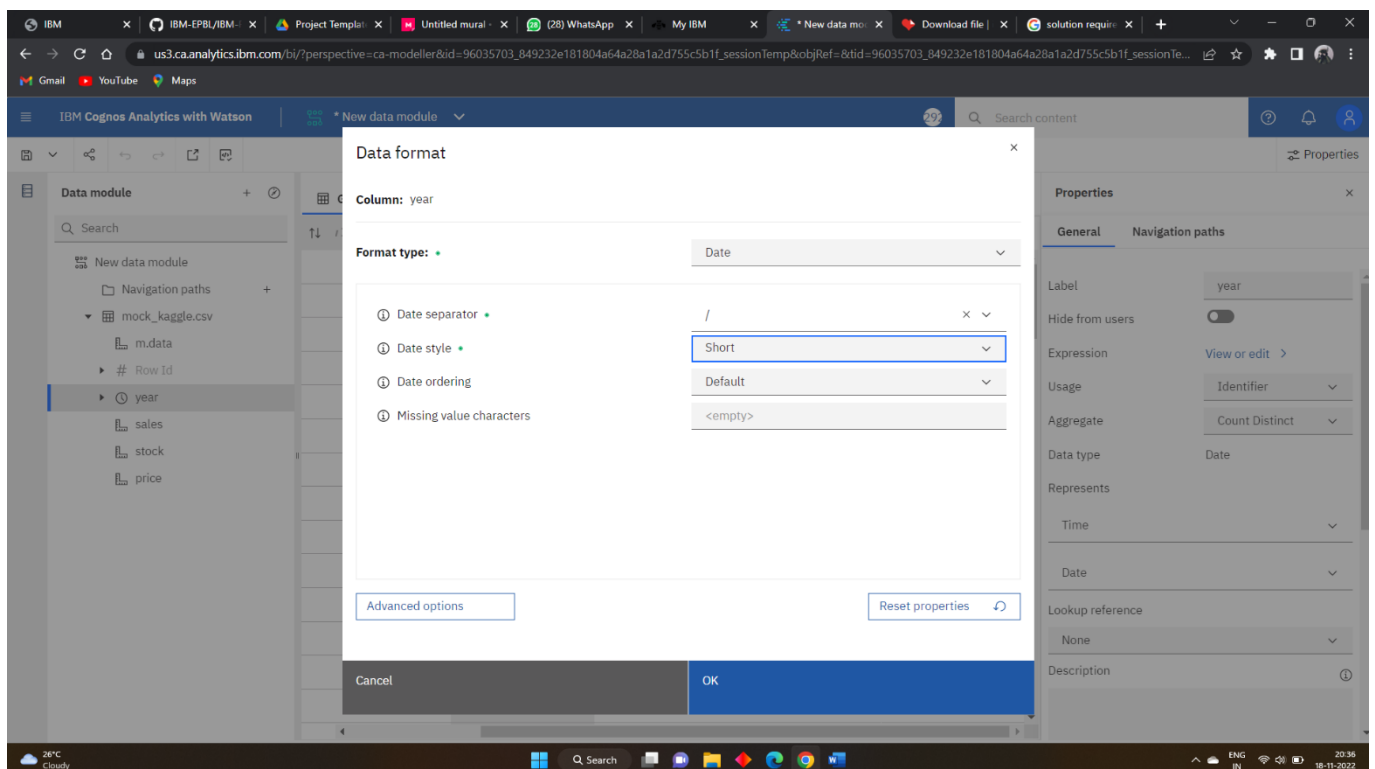 IBM
IBM-EPBL/IBM-
Project Templat
Untitled mural -
(28) WhatsApp
My IBM
* New data mo
Download file |
solution require
us3.ca.analytics.ibm.com/bi/?perspective=ca-modeller&id=96035703_849232e181804a64a28a1a2d755c5b1f_sessionTemp&objRef=&tid=96035703_849232e181804a64a28a1a2d755c5b1f_sessionTe...
Gmail YouTube Maps
IBM Cognos Analytics with Watson
* New data module
Search content
Properties
Data module
Search
New data module
Navigation paths
mock_kaggle.csv
m.data
# Row Id
year
sales
stock
price
Data format
Column: year
Format type: Date
Date separator /
Date style Short
Date ordering Default
Missing value characters <empty>
Advanced options
Reset properties
Cancel
OK
Properties
General Navigation paths
Label year
Hide from users
Expression View or edit >
Usage Identifier
Aggregate Count Distinct
Data type Date
Represents
Time
Date
Lookup reference
None
Description
26°C
Cloudy
Search
ENG
IN
20:36
18-11-2022